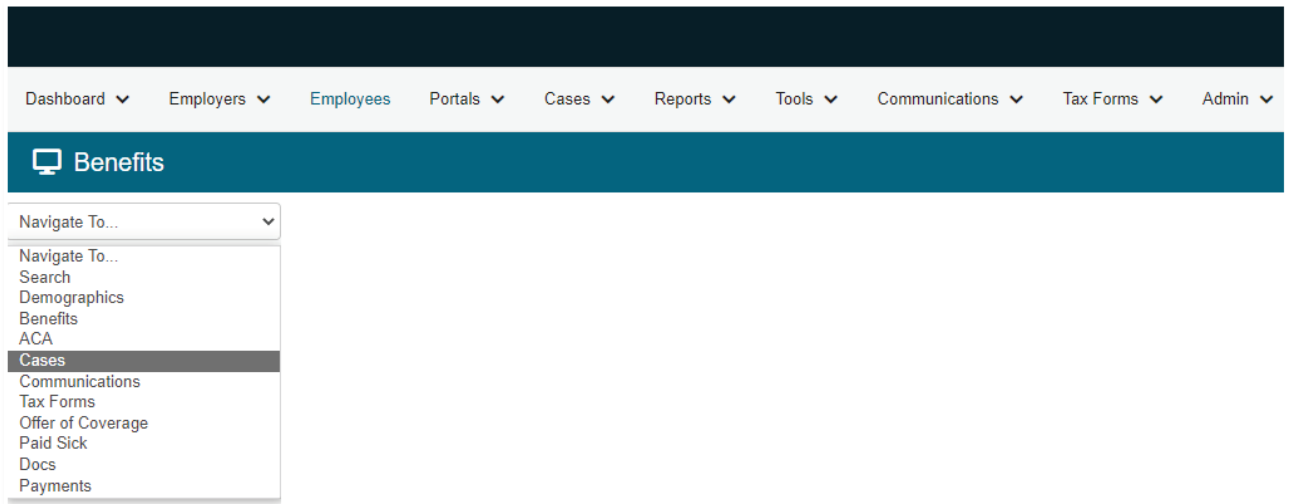 Dashboard Employers Employees Portals Cases Reports Tools Communications Tax Forms Admin
Benefits
Navigate To...
Navigate To...
Search
Demographics
Benefits
ACA
Cases
Communications
Tax Forms
Offer of Coverage
Paid Sick
Docs
Payments